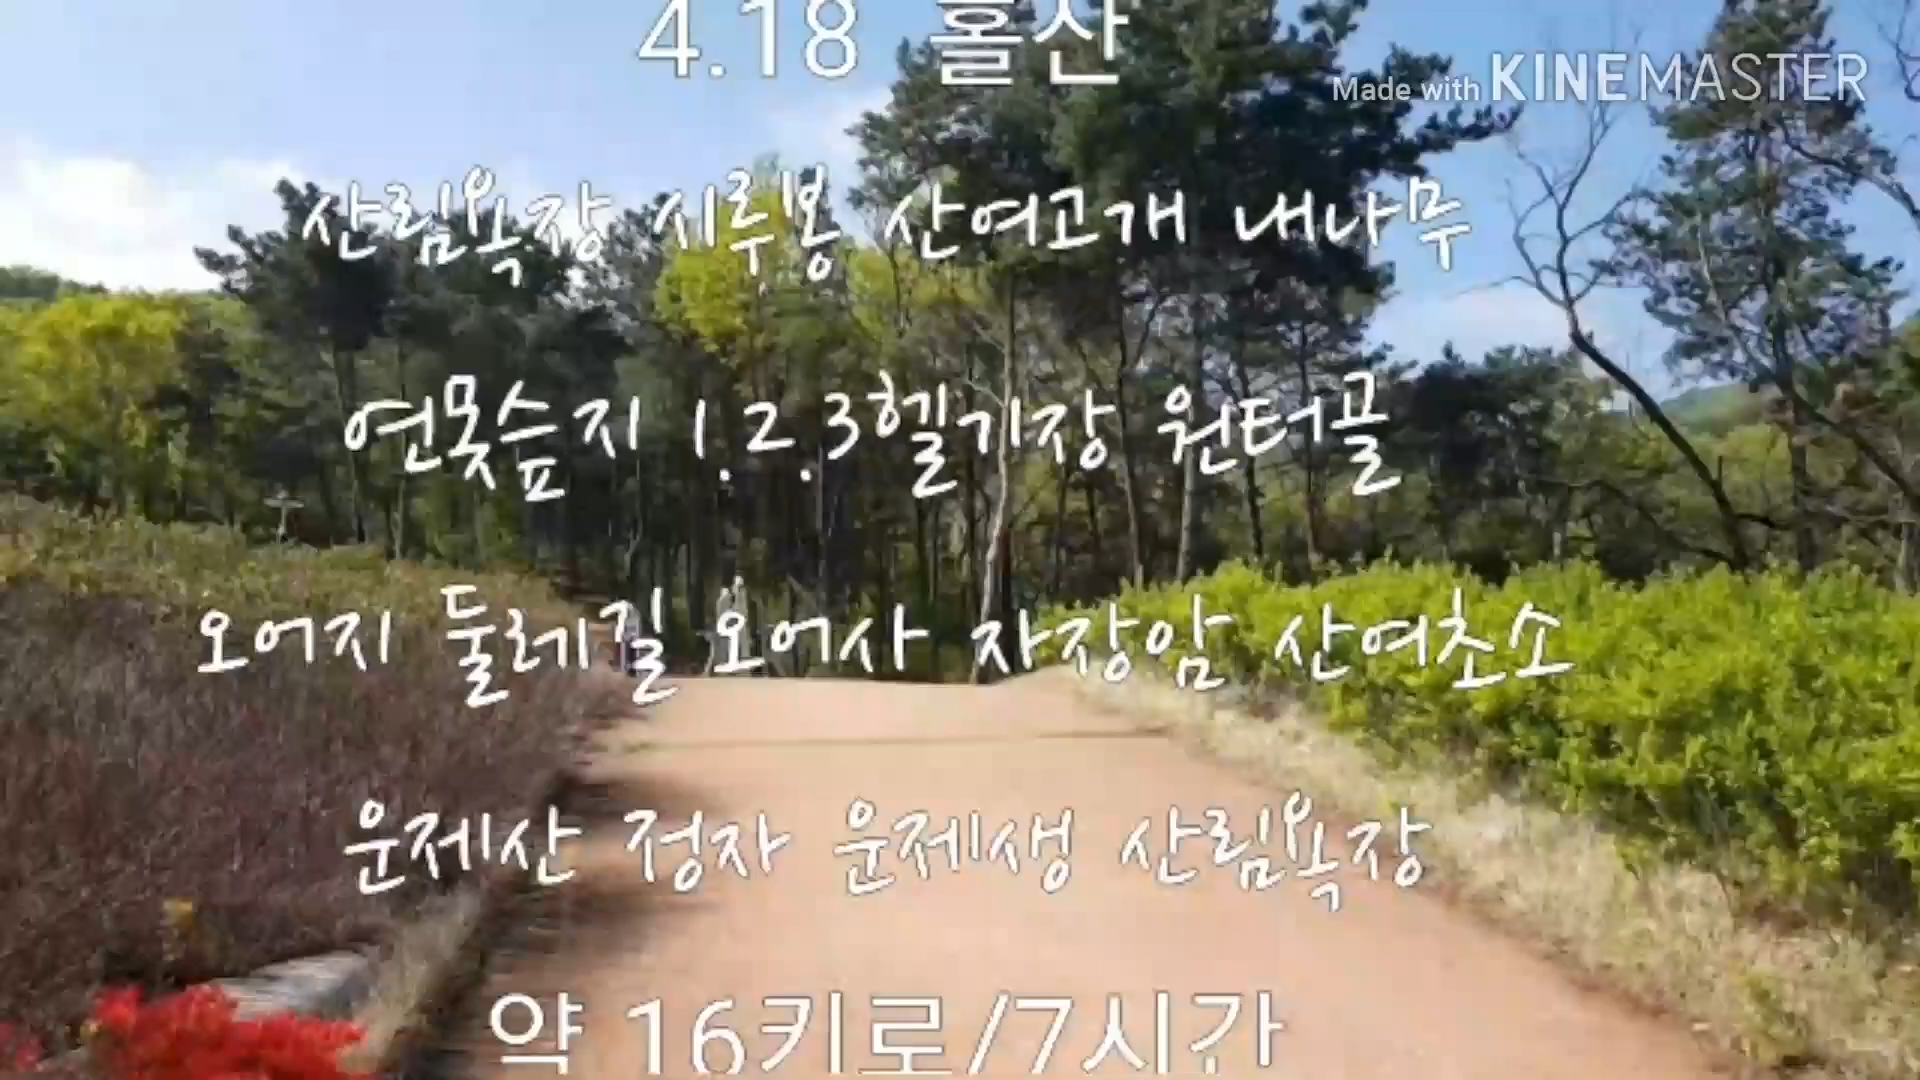 4.18 홀산
Made with KINEMASTER
산림욕장 시루봉 산여고개 내나무
연못숲지 1.2.3헬기장 원터골
오어지 둘레길 오어사 자장암 산여초소
운제산 정자 운제생 산림욕장
약 16키로/7시간